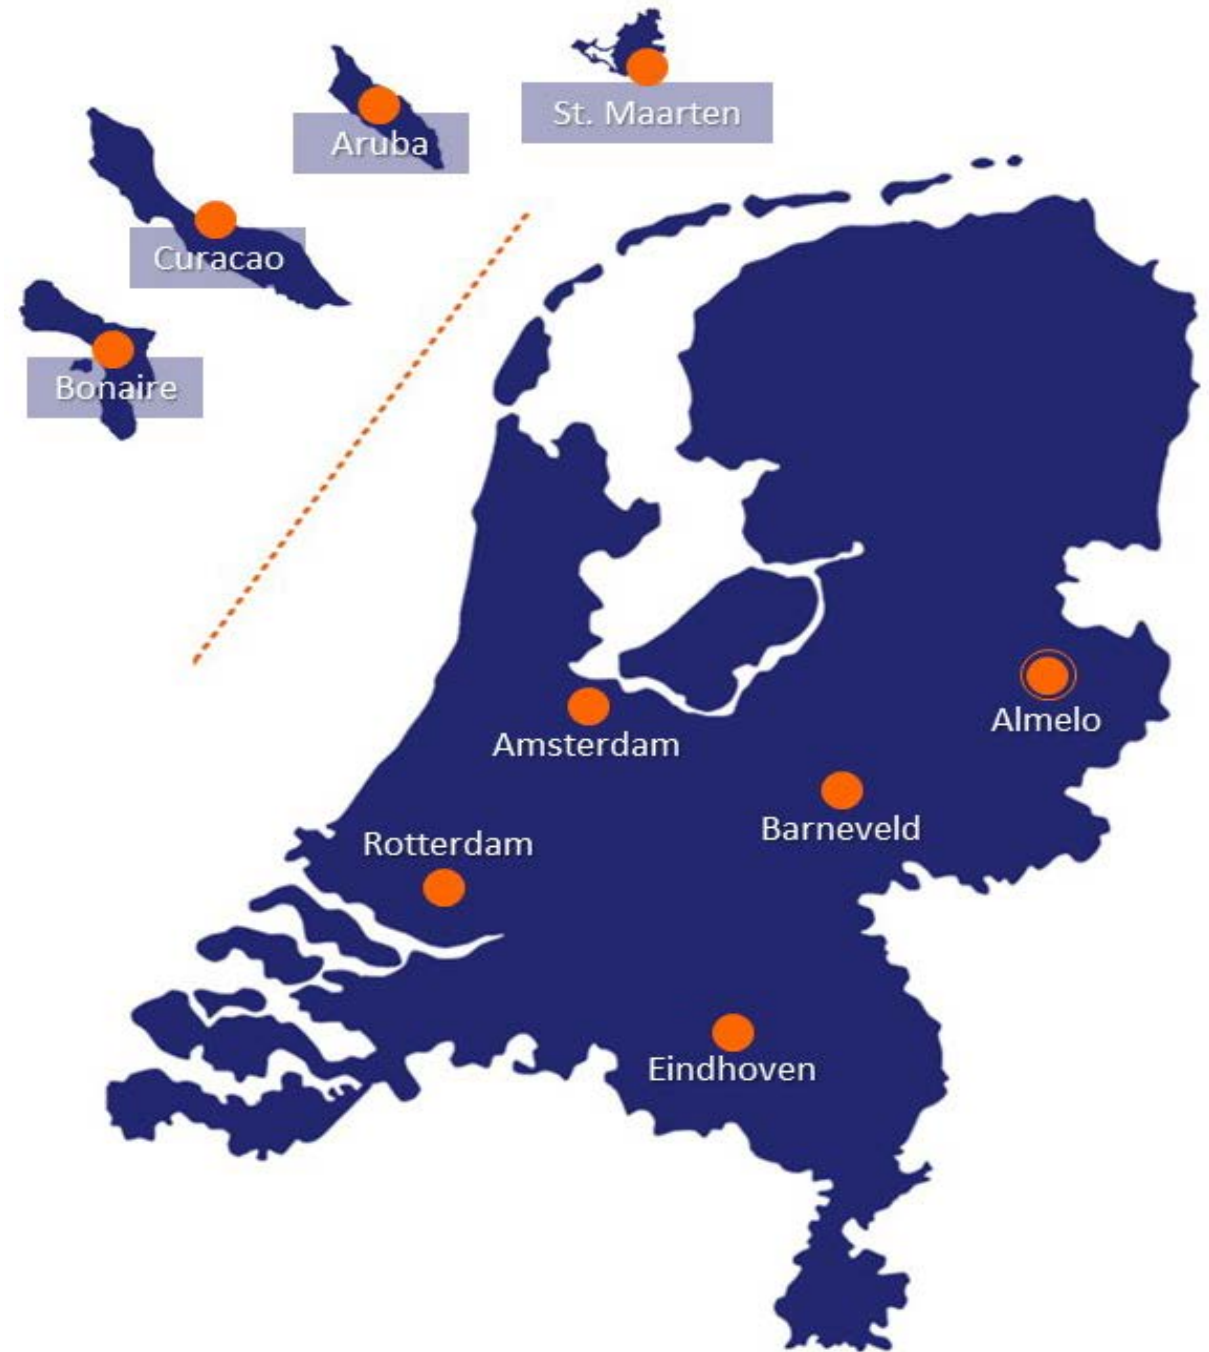 St. Maarten
Aruba
Curacao
Bonaire
Almelo
Amsterdam
Barneveld
Rotterdam
Eindhoven